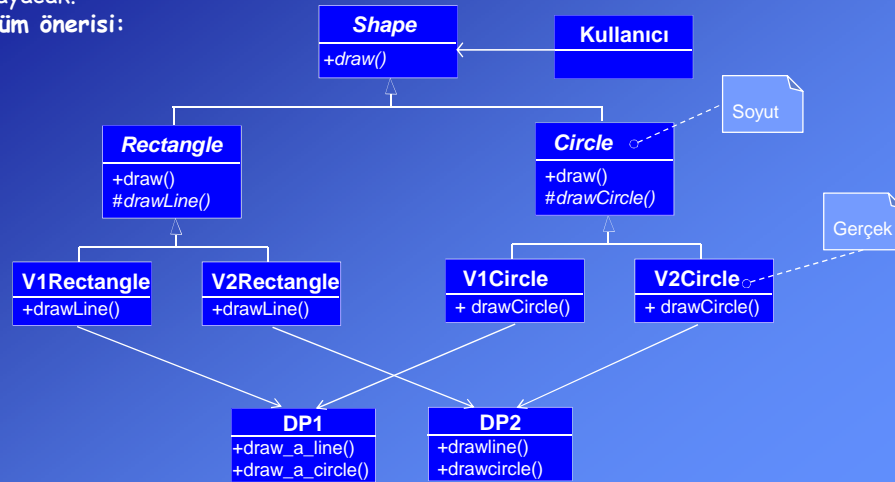 üm önerisi:
Shape
+draw()
Kullanıcı
Soyut
Rectangle
+draw()
#drawLine()
Circle
+draw()
#drawCircle()
Gerçek
V1Rectangle
+drawLine()
V2Rectangle
+drawLine()
V1Circle
+ drawCircle()
V2Circle
+ drawCircle()
DP1
+draw_a_line()
+draw_a_circle()
DP2
+drawline()
+drawcircle()